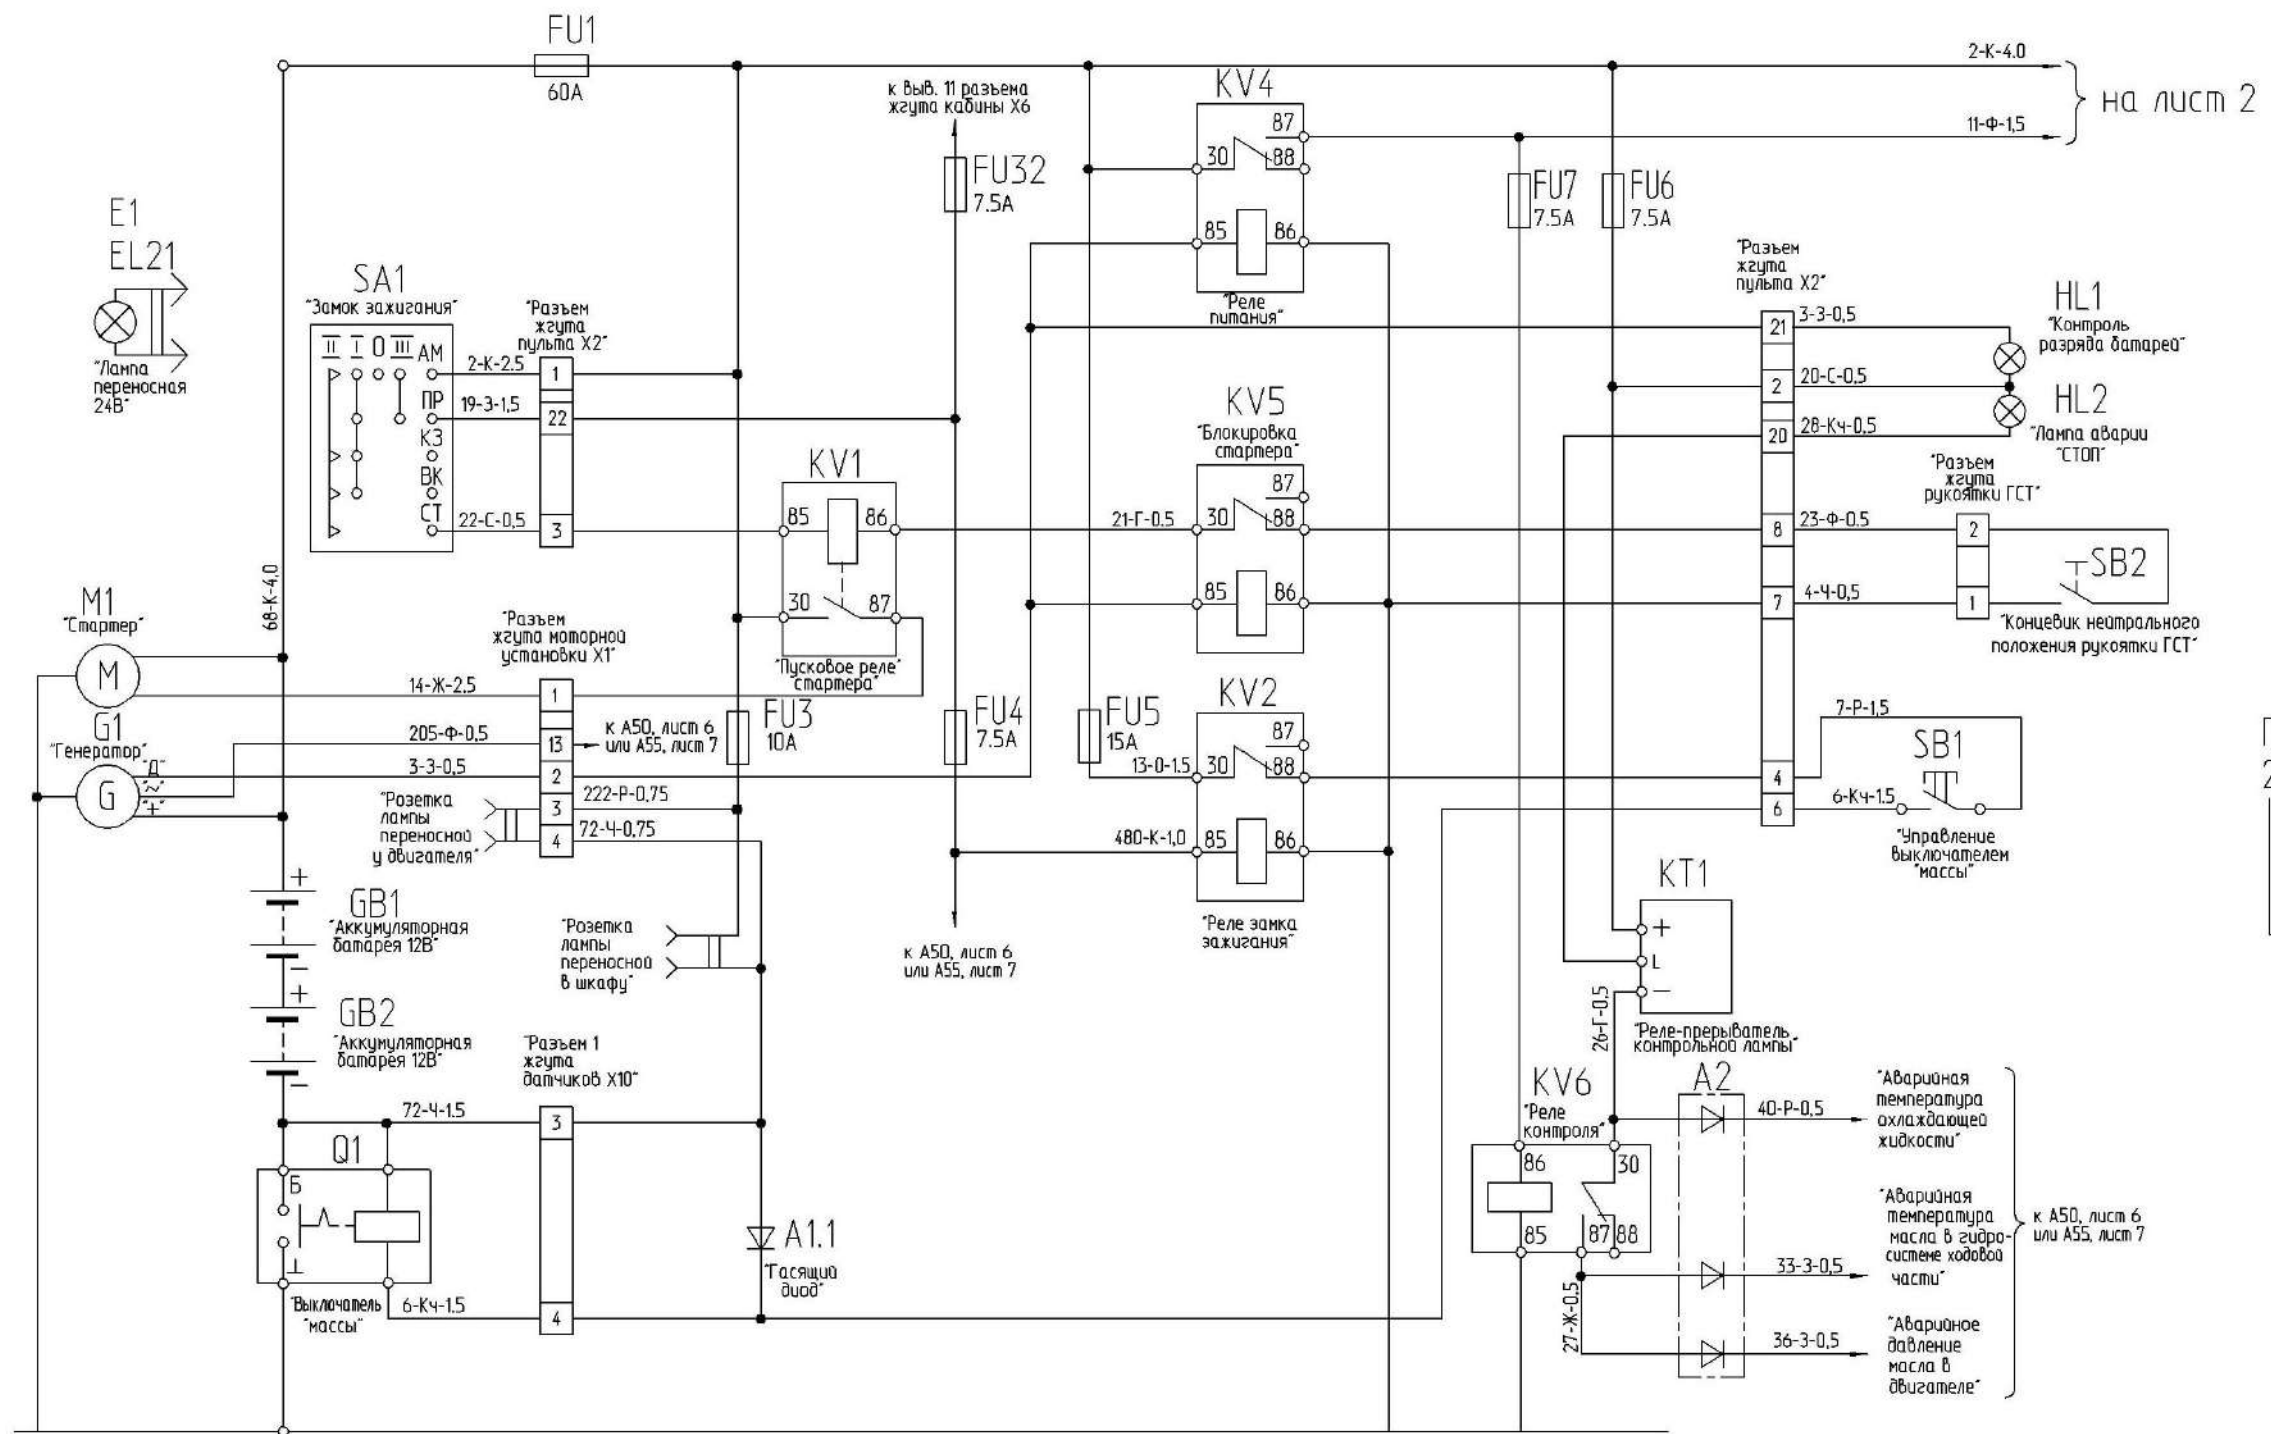 FU1
60А
2-К-4.0
11-Ф-1,5
на лист 2
к выв. 11 разъема
жгута кабины Х6
FU32
7.5А
KV4
87
30
88
85
86
"Реле
питания"
FU7
7.5А
FU6
7.5А
E1
EL21
"Лампа
переносная
24В"
SA1
"Замок зажигания"
II I 0 III АМ
ПР
КЗ
ВК
СТ
"Разъем
жгута
пульта Х2"
2-К-2.5
1
19-З-1,5
22
22-С-0,5
3
68-К-4,0
KV1
85
86
30
87
"Пусковое реле"
стартера"
21-Г-0.5
KV5
"Блокировка
стартера"
87
30
88
85
86
"Разъем
жгута
пульта Х2"
21
3-З-0,5
2
20-С-0,5
20
28-Кч-0,5
8
23-Ф-0.5
7
4-Ч-0,5
4
7-Р-1,5
6
6-Кч-1.5
HL1
"Контроль
разряда батарей"
HL2
"Лампа аварии
"СТОП"
"Разъем
жгута
рукоятки ГСТ"
2
1
SB2
"Концевик нейтрального
положения рукоятки ГСТ"
SB1
"Управление
выключателем
"массы"
M1
"Стартер"
M
G1
"Генератор"
G
"Д"
"~"
"+"
"Разъем
жгута моторной
установки Х1"
14-Ж-2.5
1
205-Ф-0.5
13
к А50, лист 6
или А55, лист 7
3-З-0,5
2
222-Р-0,75
3
72-Ч-0,75
4
"Розетка
лампы
переносной
у двигателя"
FU3
10А
FU4
7.5А
FU5
15А
KV2
87
13-О-1.5
30
88
480-К-1,0
85
86
"Реле замка
зажигания"
к А50, лист 6
или А55, лист 7
"Розетка
лампы
переносной
в шкафу"
+
GB1
"Аккумуляторная
батарея 12В"
−
+
GB2
"Аккумуляторная
батарея 12В"
−
"Разъем 1
жгута
датчиков Х10"
72-Ч-1.5
3
6-Кч-1.5
4
Q1
Б
⊥
"Выключатель
"массы"
A1.1
"Гасящий
диод"
KT1
+
L
−
"Реле-прерыватель
контрольной лампы"
26-Г-0.5
KV6
"Реле
контроля"
86
30
85
87
88
27-Ж-0.5
A2
40-Р-0,5
"Аварийная
температура
охлаждающей
жидкости"
33-З-0,5
"Аварийная
температура
масла в гидро-
системе ходовой
части"
36-З-0,5
"Аварийное
давление
масла в
двигателе"
к А50, лист 6
или А55, лист 7